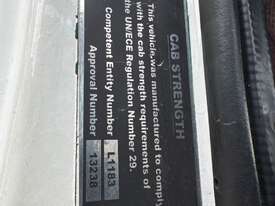 CAB STRENGTH
This vehicle, was manufactured to comply
with the cab strength requirements of
the UN/ECE Regulation Number 29.
Competent Entity Number L1183
Approval Number 13238